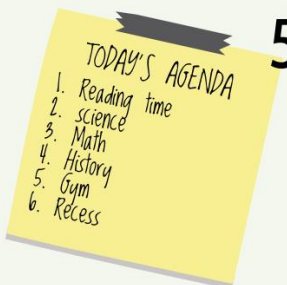 TODAY'S AGENDA
1. Reading time
2. science
3. Math
4. History
5. Gym
6. Recess
5